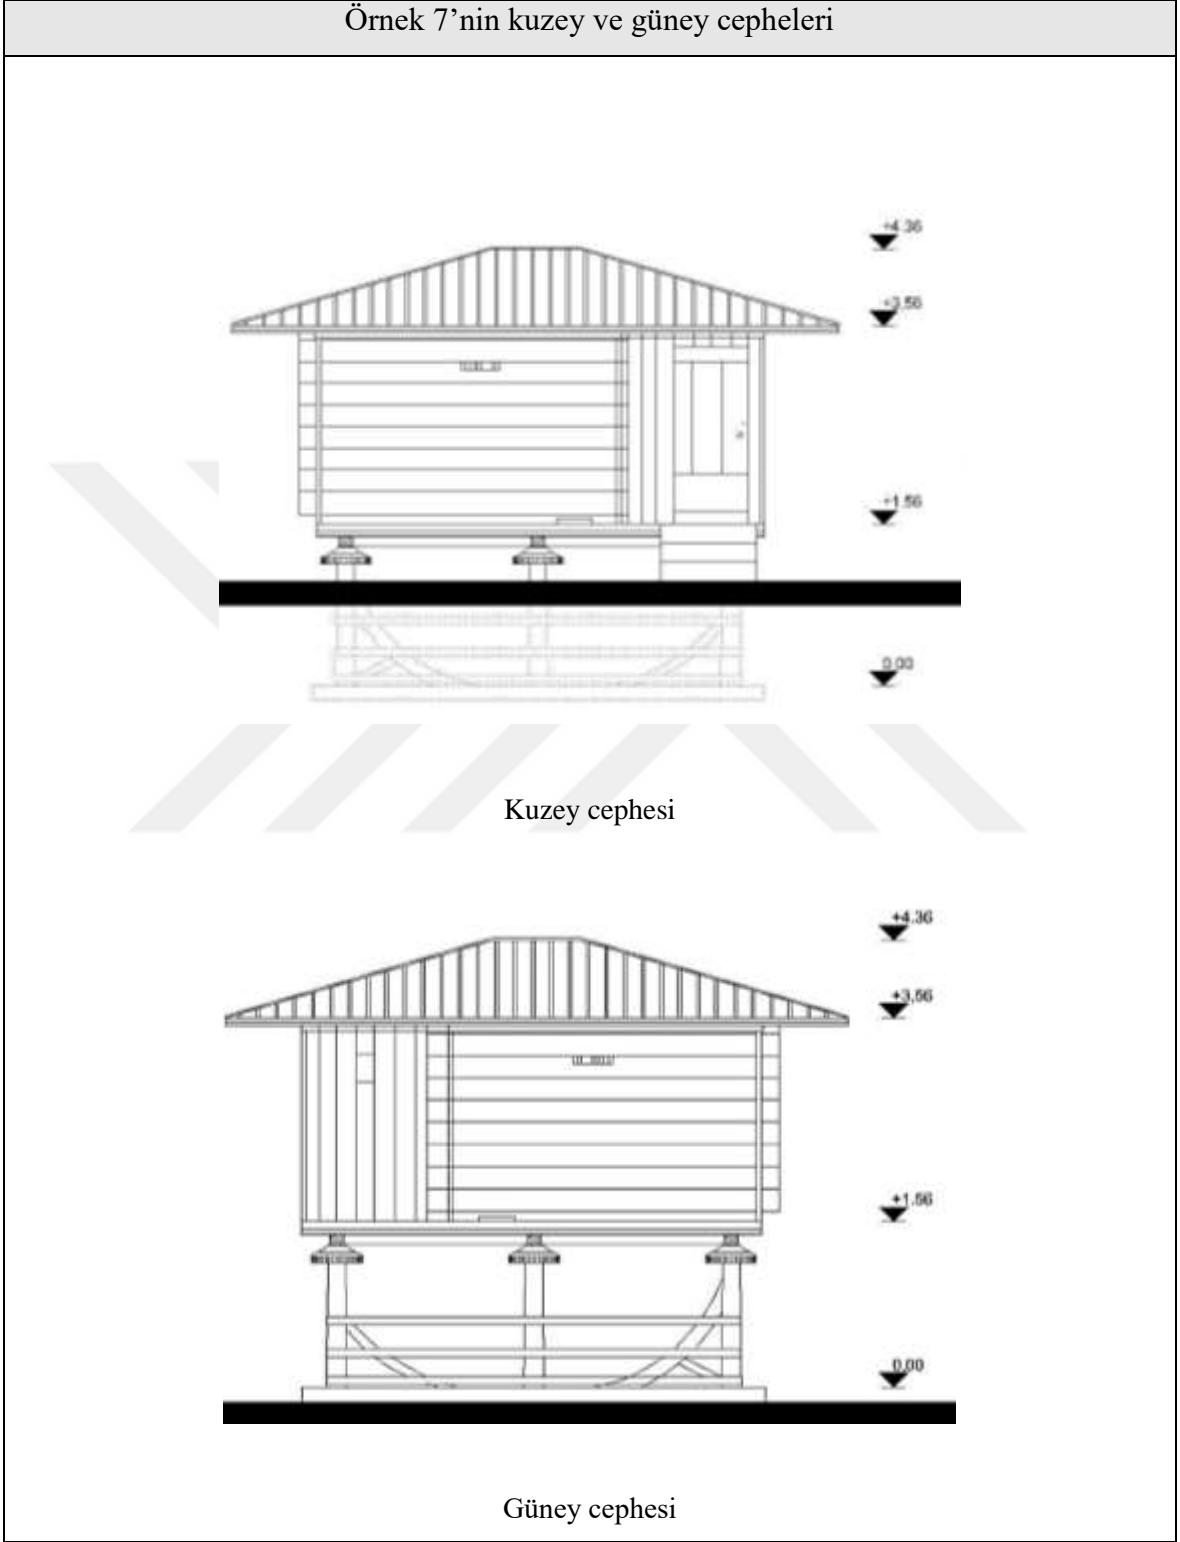 Örnek 7’nin kuzey ve güney cepheleri
+4.36
+3.56
+1.56
0.00
Kuzey cephesi
+4.36
+3.56
+1.56
0.00
Güney cephesi